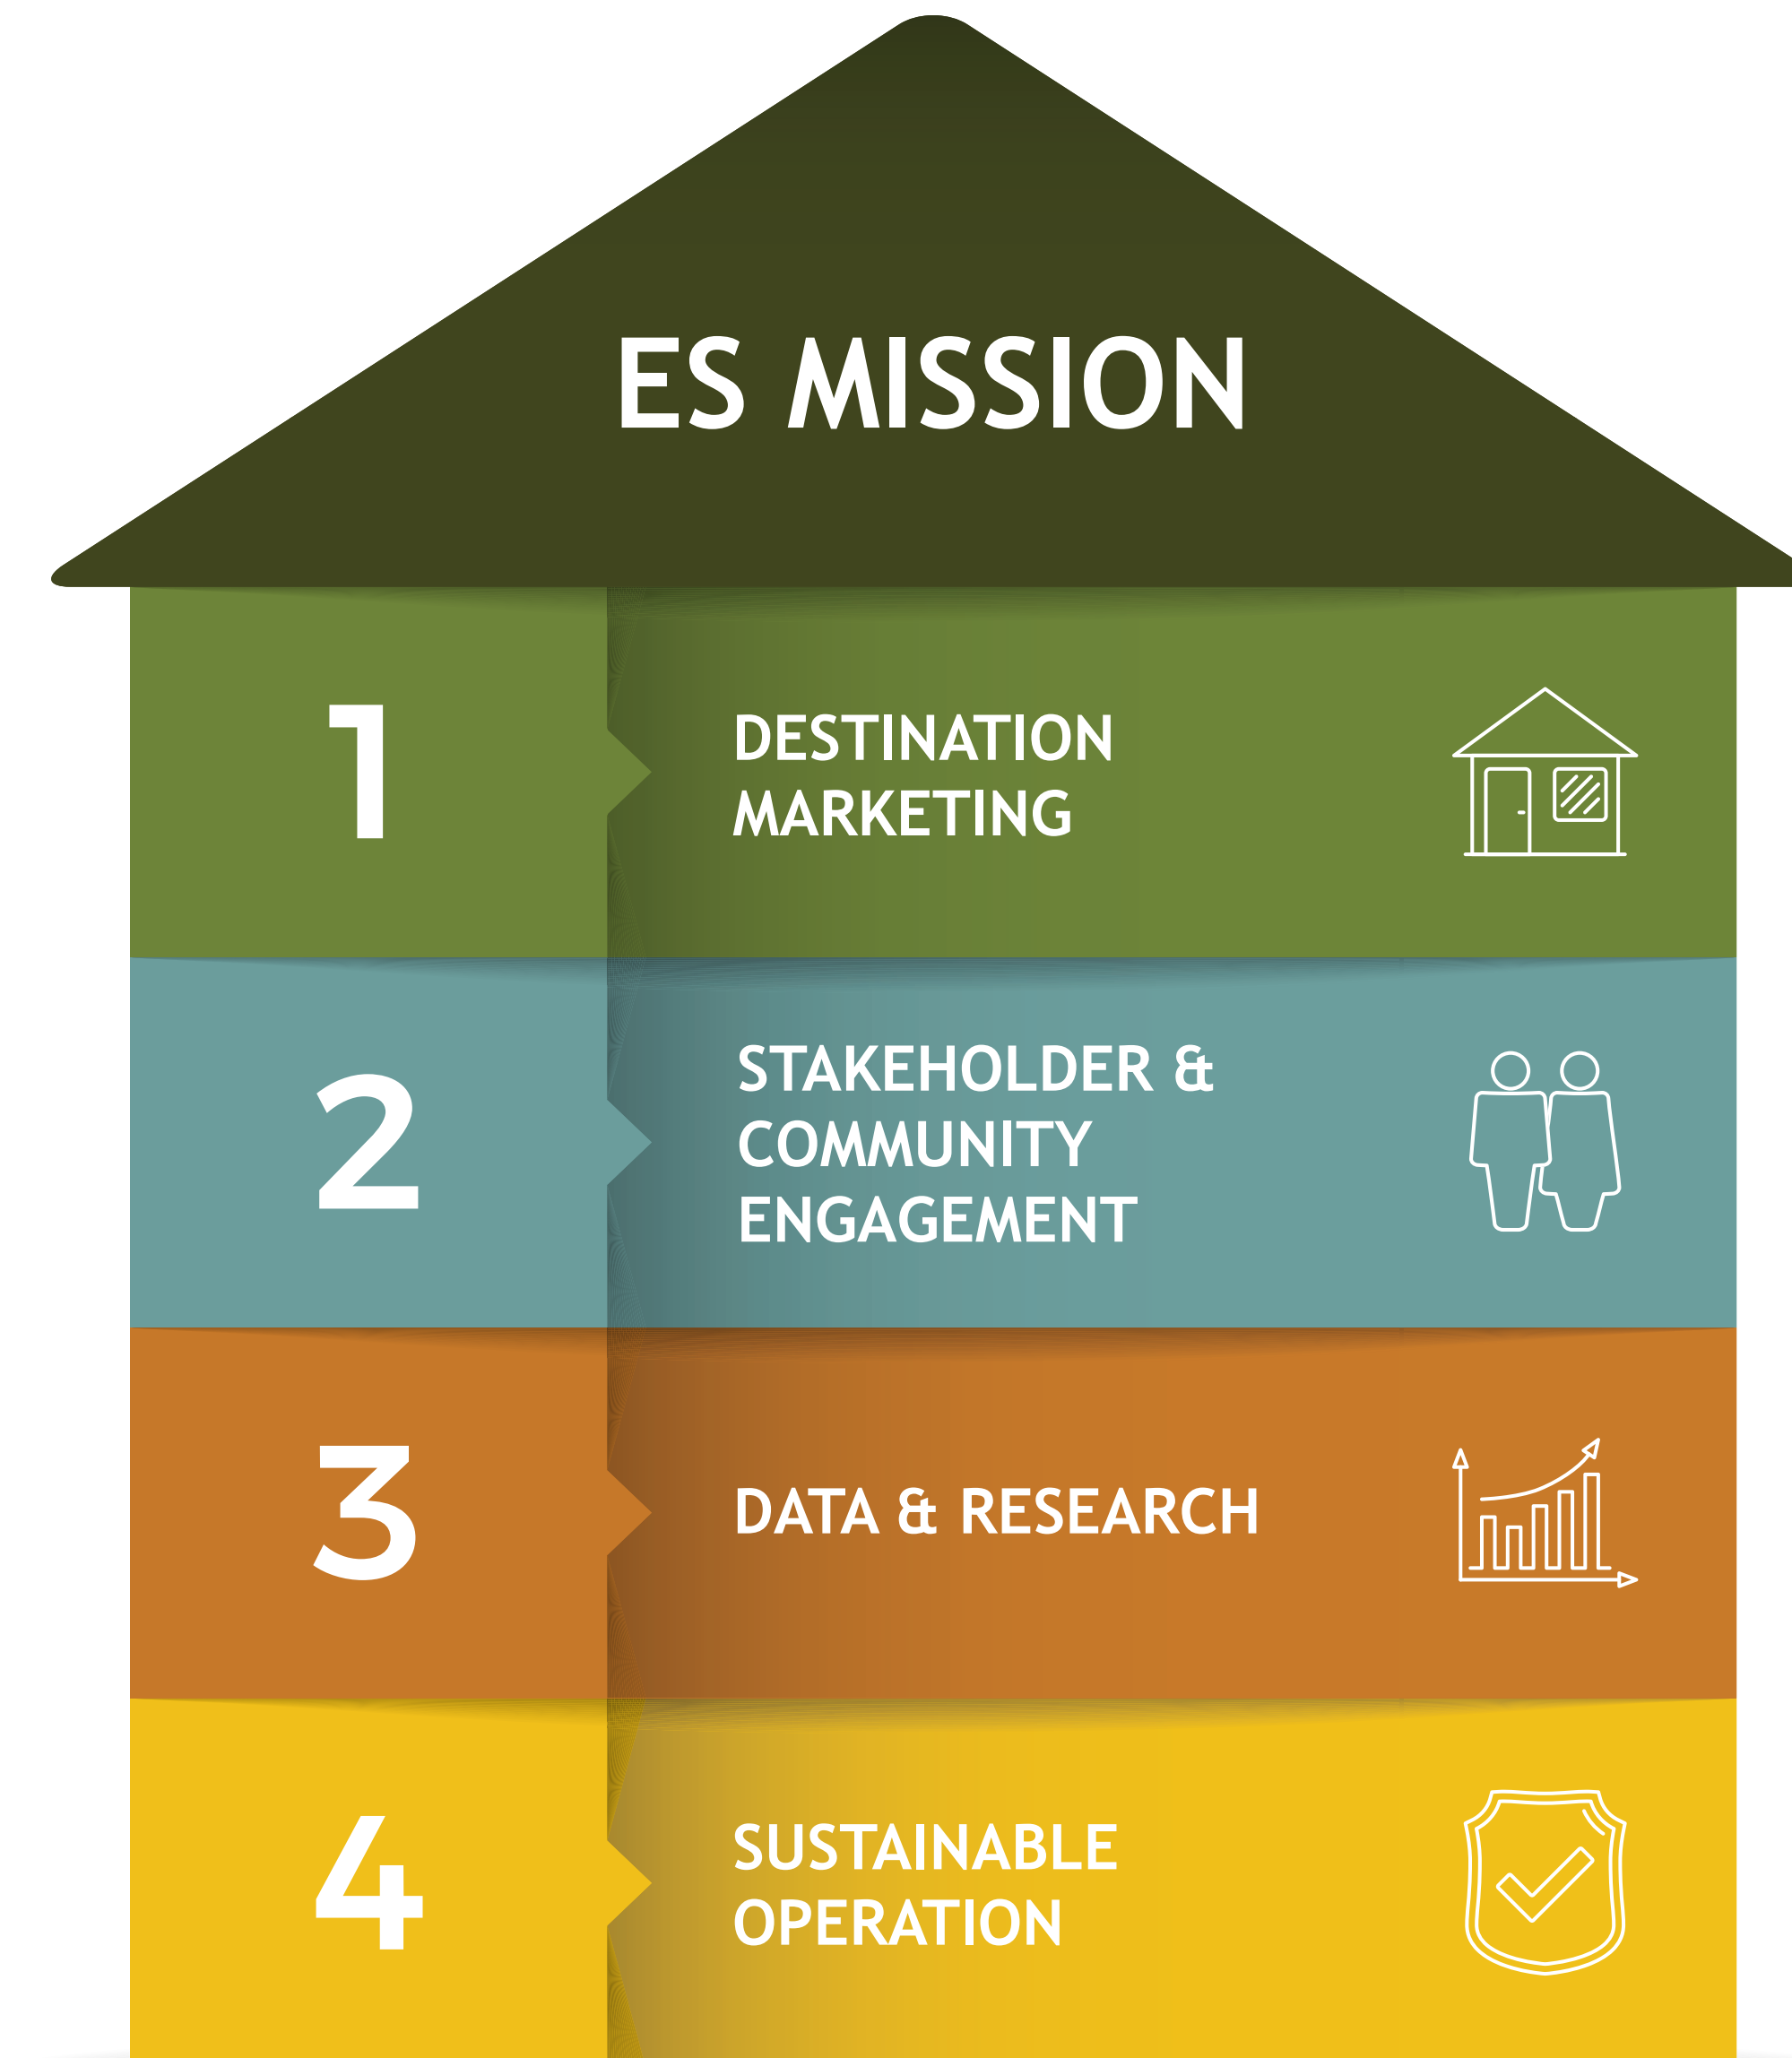 ES MISSION
1
DESTINATION
MARKETING
2
STAKEHOLDER &
COMMUNITY
ENGAGEMENT
3
DATA & RESEARCH
4
SUSTAINABLE
OPERATION